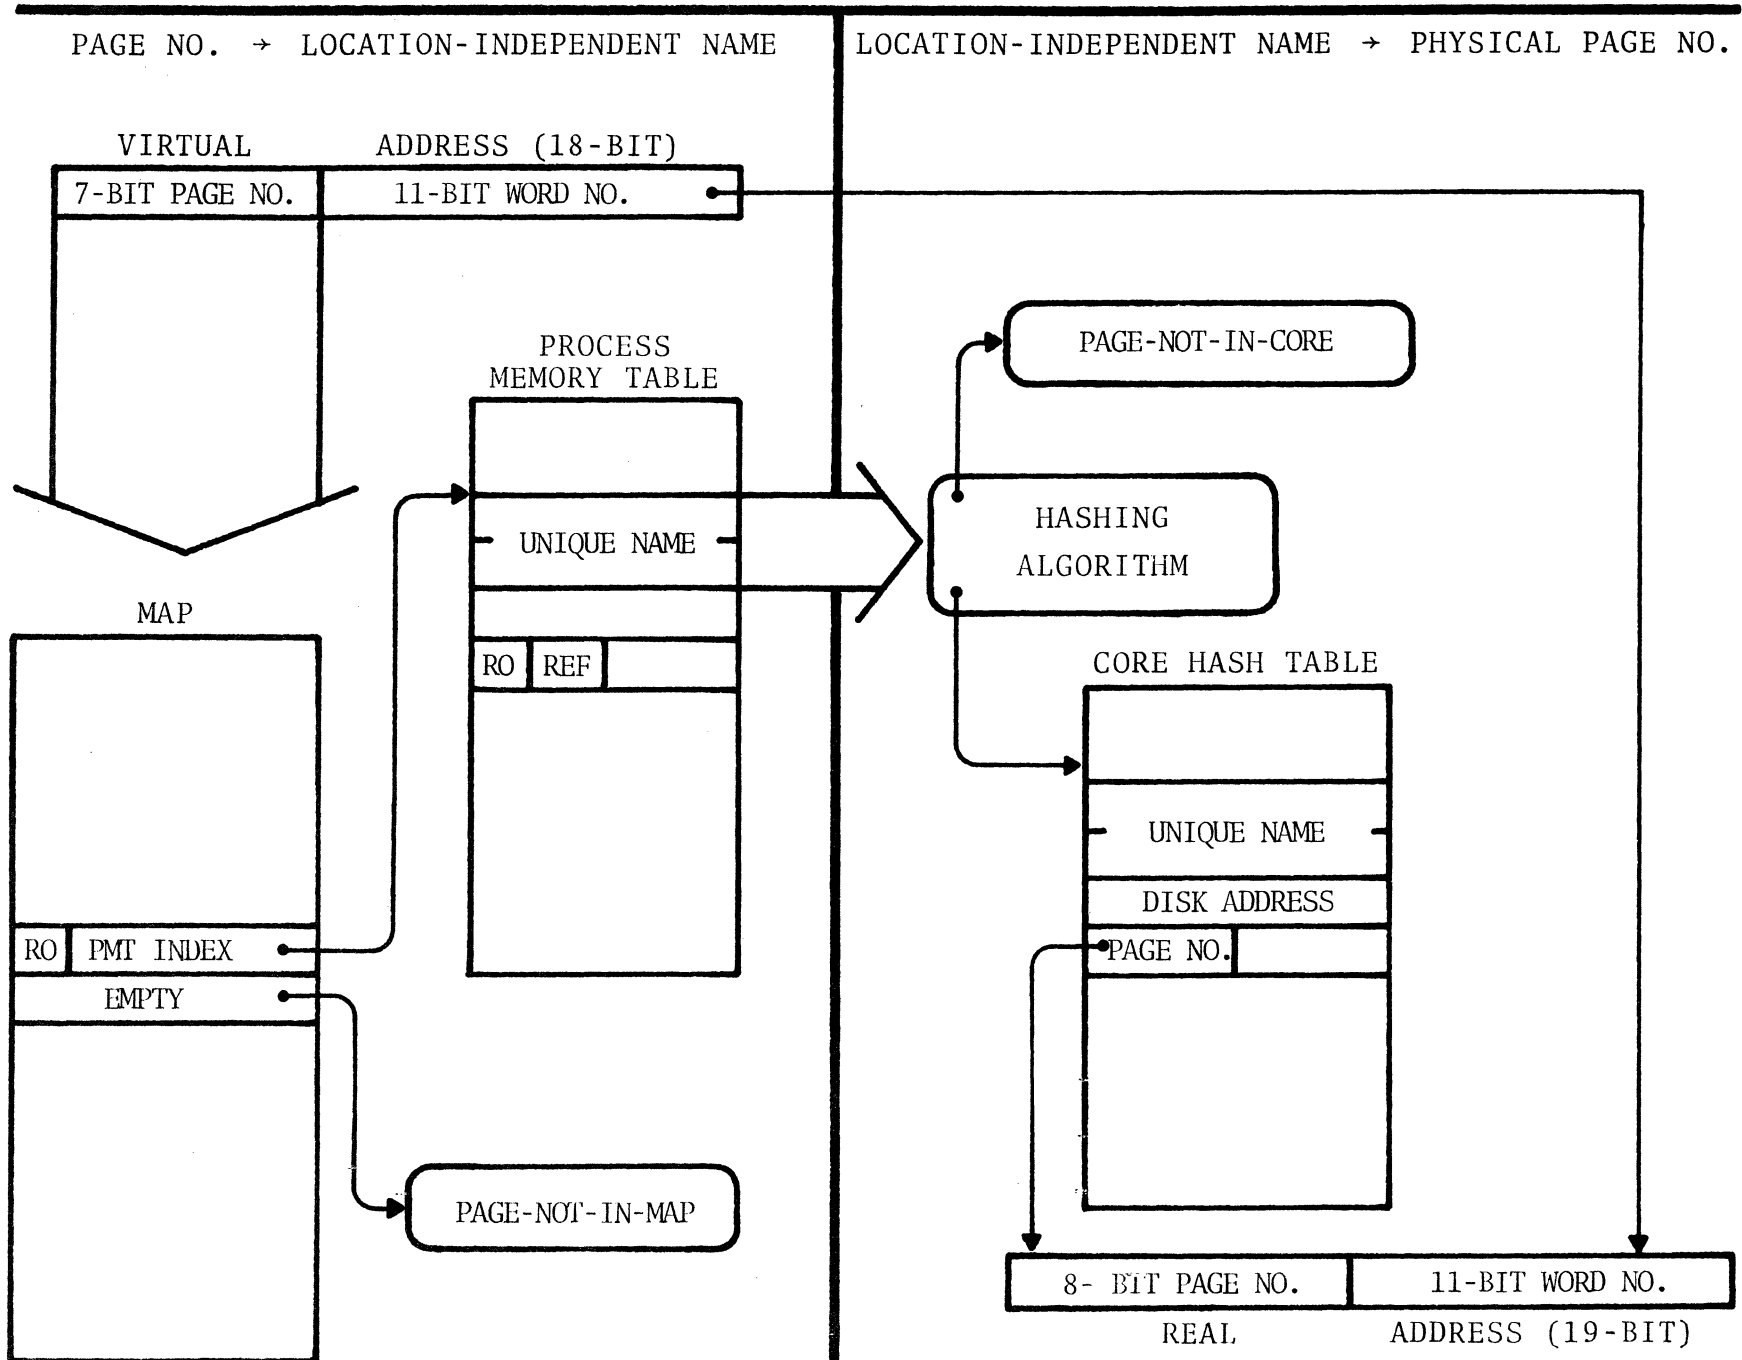 PAGE NO. → LOCATION-INDEPENDENT NAME
LOCATION-INDEPENDENT NAME → PHYSICAL PAGE NO.
VIRTUAL ADDRESS (18-BIT)
7-BIT PAGE NO. 11-BIT WORD NO.
PROCESS
MEMORY TABLE
UNIQUE NAME
RO REF
MAP
RO PMT INDEX
EMPTY
PAGE-NOT-IN-MAP
PAGE-NOT-IN-CORE
HASHING
ALGORITHM
CORE HASH TABLE
UNIQUE NAME
DISK ADDRESS
PAGE NO.
8- BIT PAGE NO. 11-BIT WORD NO.
REAL ADDRESS (19-BIT)